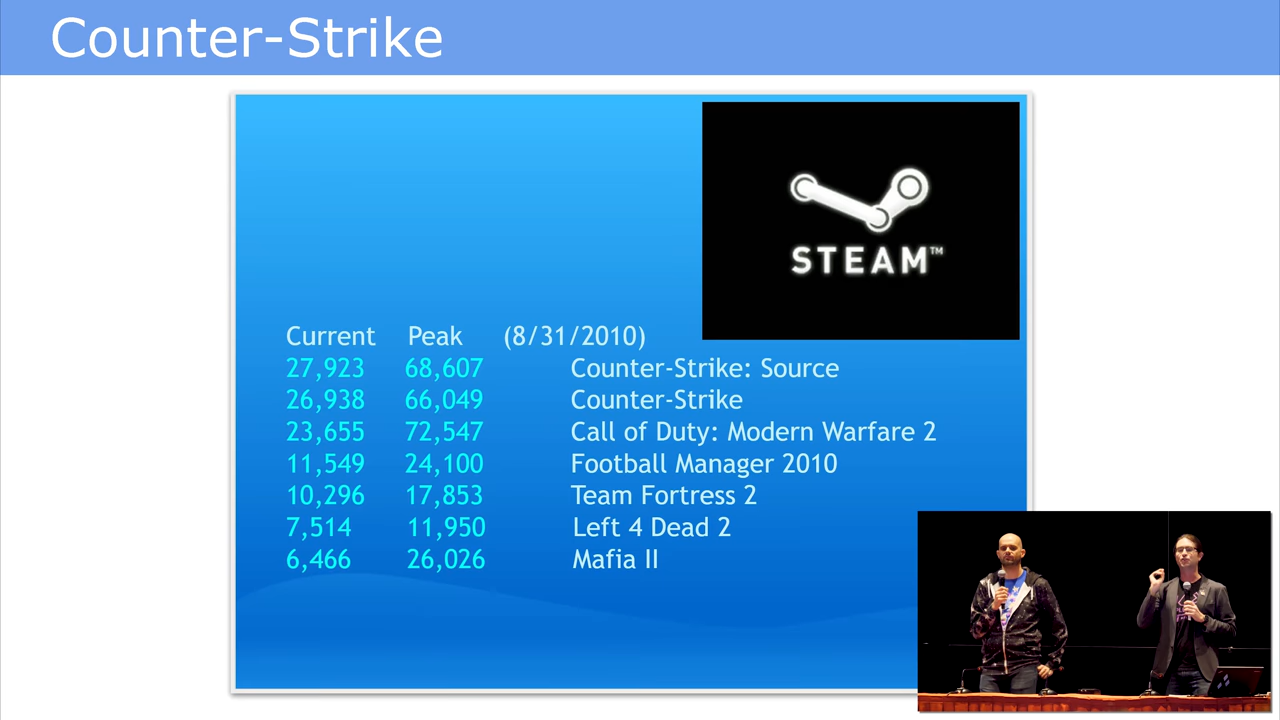 Counter-Strike
STEAM™
Current Peak (8/31/2010)
27,923 68,607 Counter-Strike: Source
26,938 66,049 Counter-Strike
23,655 72,547 Call of Duty: Modern Warfare 2
11,549 24,100 Football Manager 2010
10,296 17,853 Team Fortress 2
7,514 11,950 Left 4 Dead 2
6,466 26,026 Mafia II